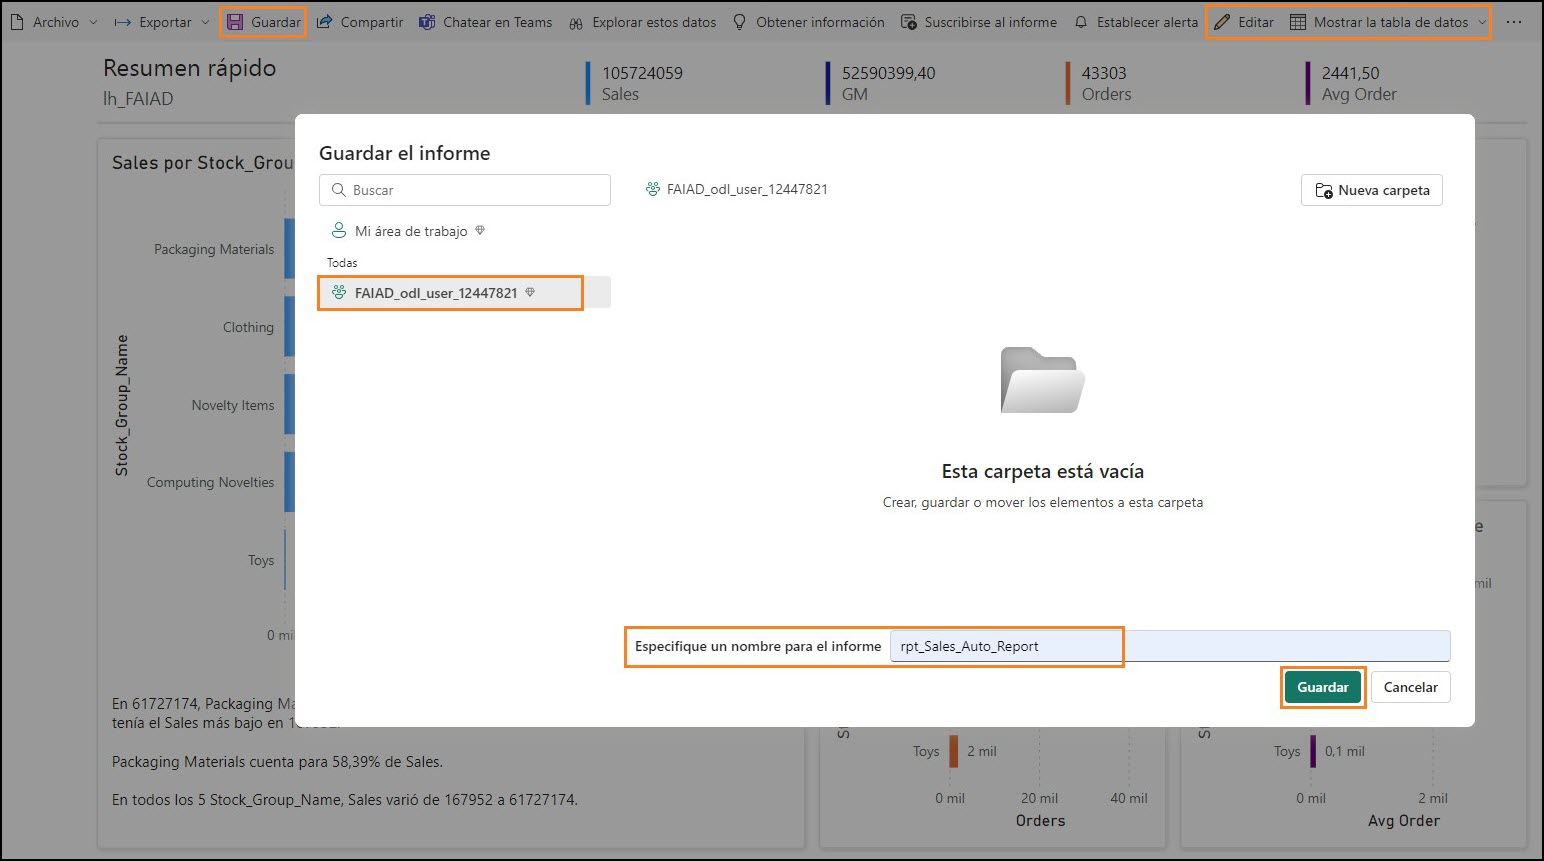 Archivo
Exportar
Guardar
Compartir
Chatear en Teams
Explorar estos datos
Obtener información
Suscribirse al informe
Establecer alerta
Editar
Mostrar la tabla de datos
Resumen rápido
lh_FAIAD
105724059
Sales
52590399,40
GM
43303
Orders
2441,50
Avg Order
Sales por Stock_Grou
Stock_Group_Name
Packaging Materials
Clothing
Novelty Items
Computing Novelties
Toys
0 mi
Guardar el informe
Buscar
Mi área de trabajo
Todas
FAIAD_odl_user_12447821
FAIAD_odl_user_12447821
Nueva carpeta
Esta carpeta está vacía
Crear, guardar o mover los elementos a esta carpeta
Especifique un nombre para el informe
rpt_Sales_Auto_Report
Guardar
Cancelar
e
mil
En 61727174, Packaging Ma
tenía el Sales más bajo en
Packaging Materials cuenta para 58,39% de Sales.
En todos los 5 Stock_Group_Name, Sales varió de 167952 a 61727174.
Toys
2 mil
0 mil
20 mil
40 mil
Orders
Toys
0,1 mil
0 mil
2 mil
Avg Order